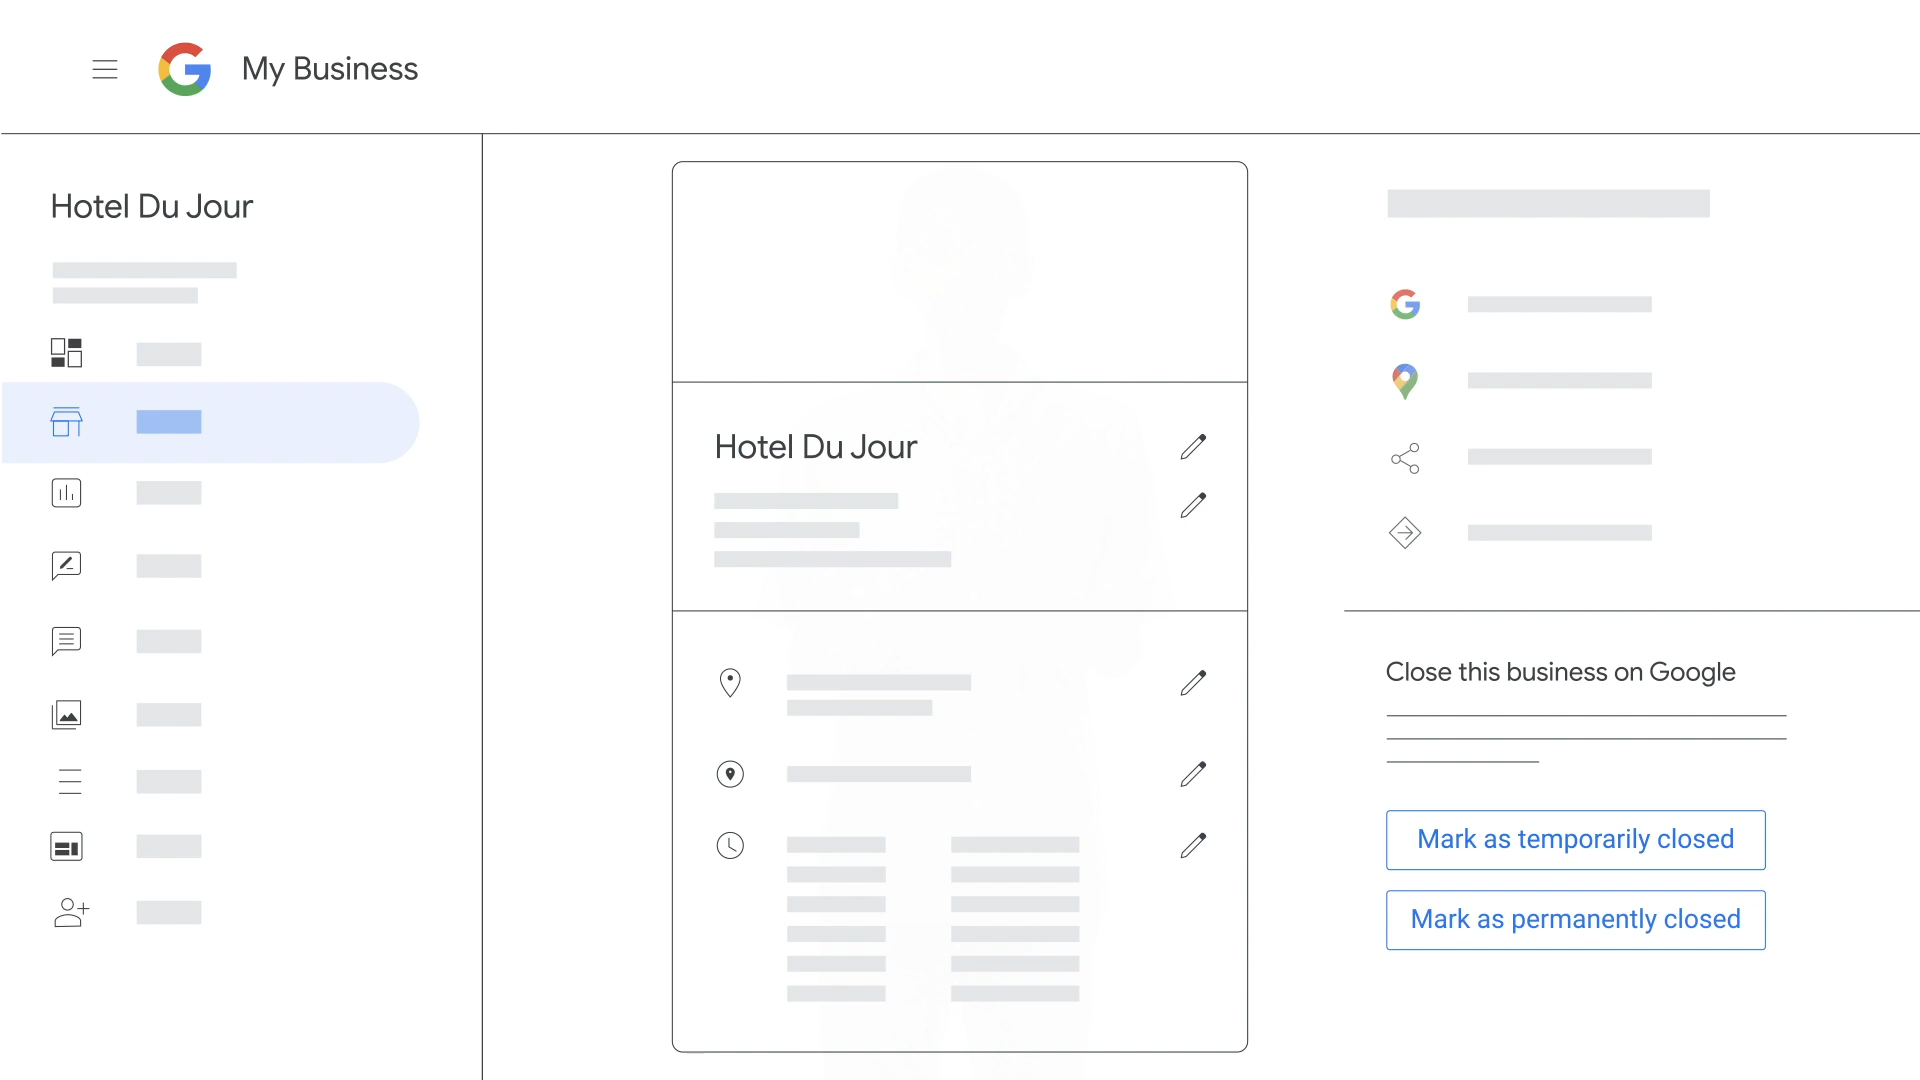 My Business
Hotel Du Jour
Hotel Du Jour
Close this business on Google
Mark as temporarily closed
Mark as permanently closed